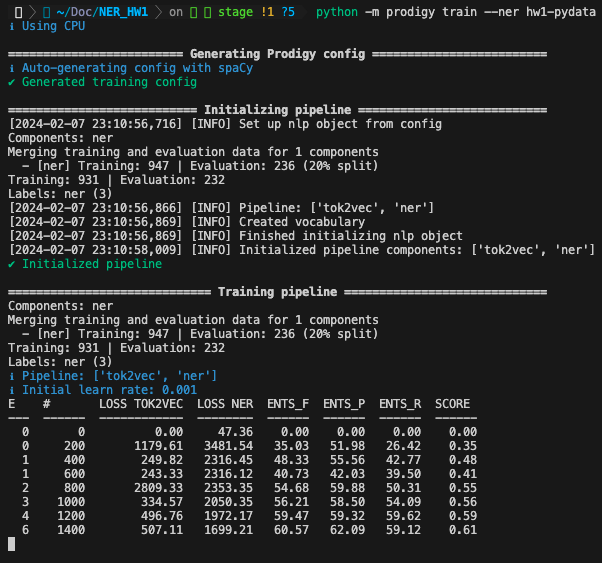 ~/Doc/NER_HW1 > on stage !1 ?5 python -m prodigy train --ner hw1-pydata
ℹ Using CPU
========================= Generating Prodigy config =========================
ℹ Auto-generating config with spaCy
✔ Generated training config
=========================== Initializing pipeline ===========================
[2024-02-07 23:10:56,716] [INFO] Set up nlp object from config
Components: ner
Merging training and evaluation data for 1 components
- [ner] Training: 947 | Evaluation: 236 (20% split)
Training: 931 | Evaluation: 232
Labels: ner (3)
[2024-02-07 23:10:56,866] [INFO] Pipeline: ['tok2vec', 'ner']
[2024-02-07 23:10:56,869] [INFO] Created vocabulary
[2024-02-07 23:10:56,869] [INFO] Finished initializing nlp object
[2024-02-07 23:10:58,009] [INFO] Initialized pipeline components: ['tok2vec', 'ner']
✔ Initialized pipeline
============================= Training pipeline =============================
Components: ner
Merging training and evaluation data for 1 components
- [ner] Training: 947 | Evaluation: 236 (20% split)
Training: 931 | Evaluation: 232
Labels: ner (3)
ℹ Pipeline: ['tok2vec', 'ner']
ℹ Initial learn rate: 0.001
E # LOSS TOK2VEC LOSS NER ENTS_F ENTS_P ENTS_R SCORE
--- ------ ------------ -------- ------ ------ ------ ------
0 0 0.00 47.36 0.00 0.00 0.00 0.00
0 200 1179.61 3481.54 35.03 51.98 26.42 0.35
1 400 249.82 2316.45 48.33 55.56 42.77 0.48
1 600 243.33 2316.12 40.73 42.03 39.50 0.41
2 800 2809.33 2353.35 54.68 59.88 50.31 0.55
3 1000 334.57 2050.35 56.21 58.50 54.09 0.56
4 1200 496.76 1972.17 59.47 59.32 59.62 0.59
6 1400 507.11 1699.21 60.57 62.09 59.12 0.61